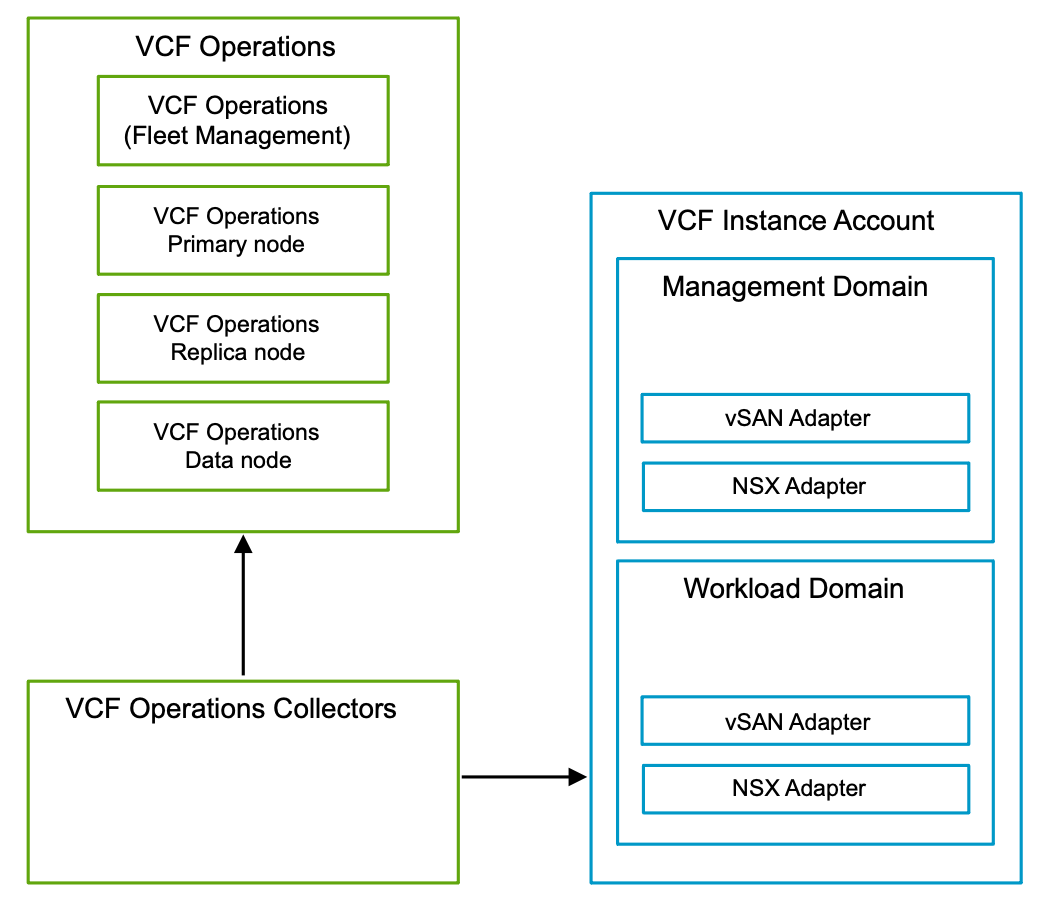 VCF Operations
VCF Operations
(Fleet Management)
VCF Operations
Primary node
VCF Operations
Replica node
VCF Operations
Data node
VCF Operations Collectors
VCF Instance Account
Management Domain
vSAN Adapter
NSX Adapter
Workload Domain
vSAN Adapter
NSX Adapter